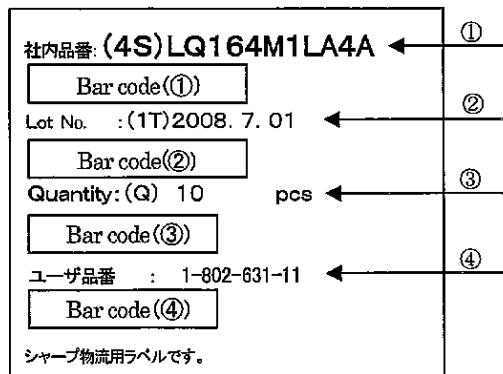 社内品番: (4S)LQ164M1LA4A ①
Bar code(①)
Lot No. : (1T)2008. 7. 01 ②
Bar code(②)
Quantity: (Q) 10 pcs ③
Bar code(③)
ユーザ品番 : 1-802-631-11 ④
Bar code(④)
シャープ物流用ラベルです。